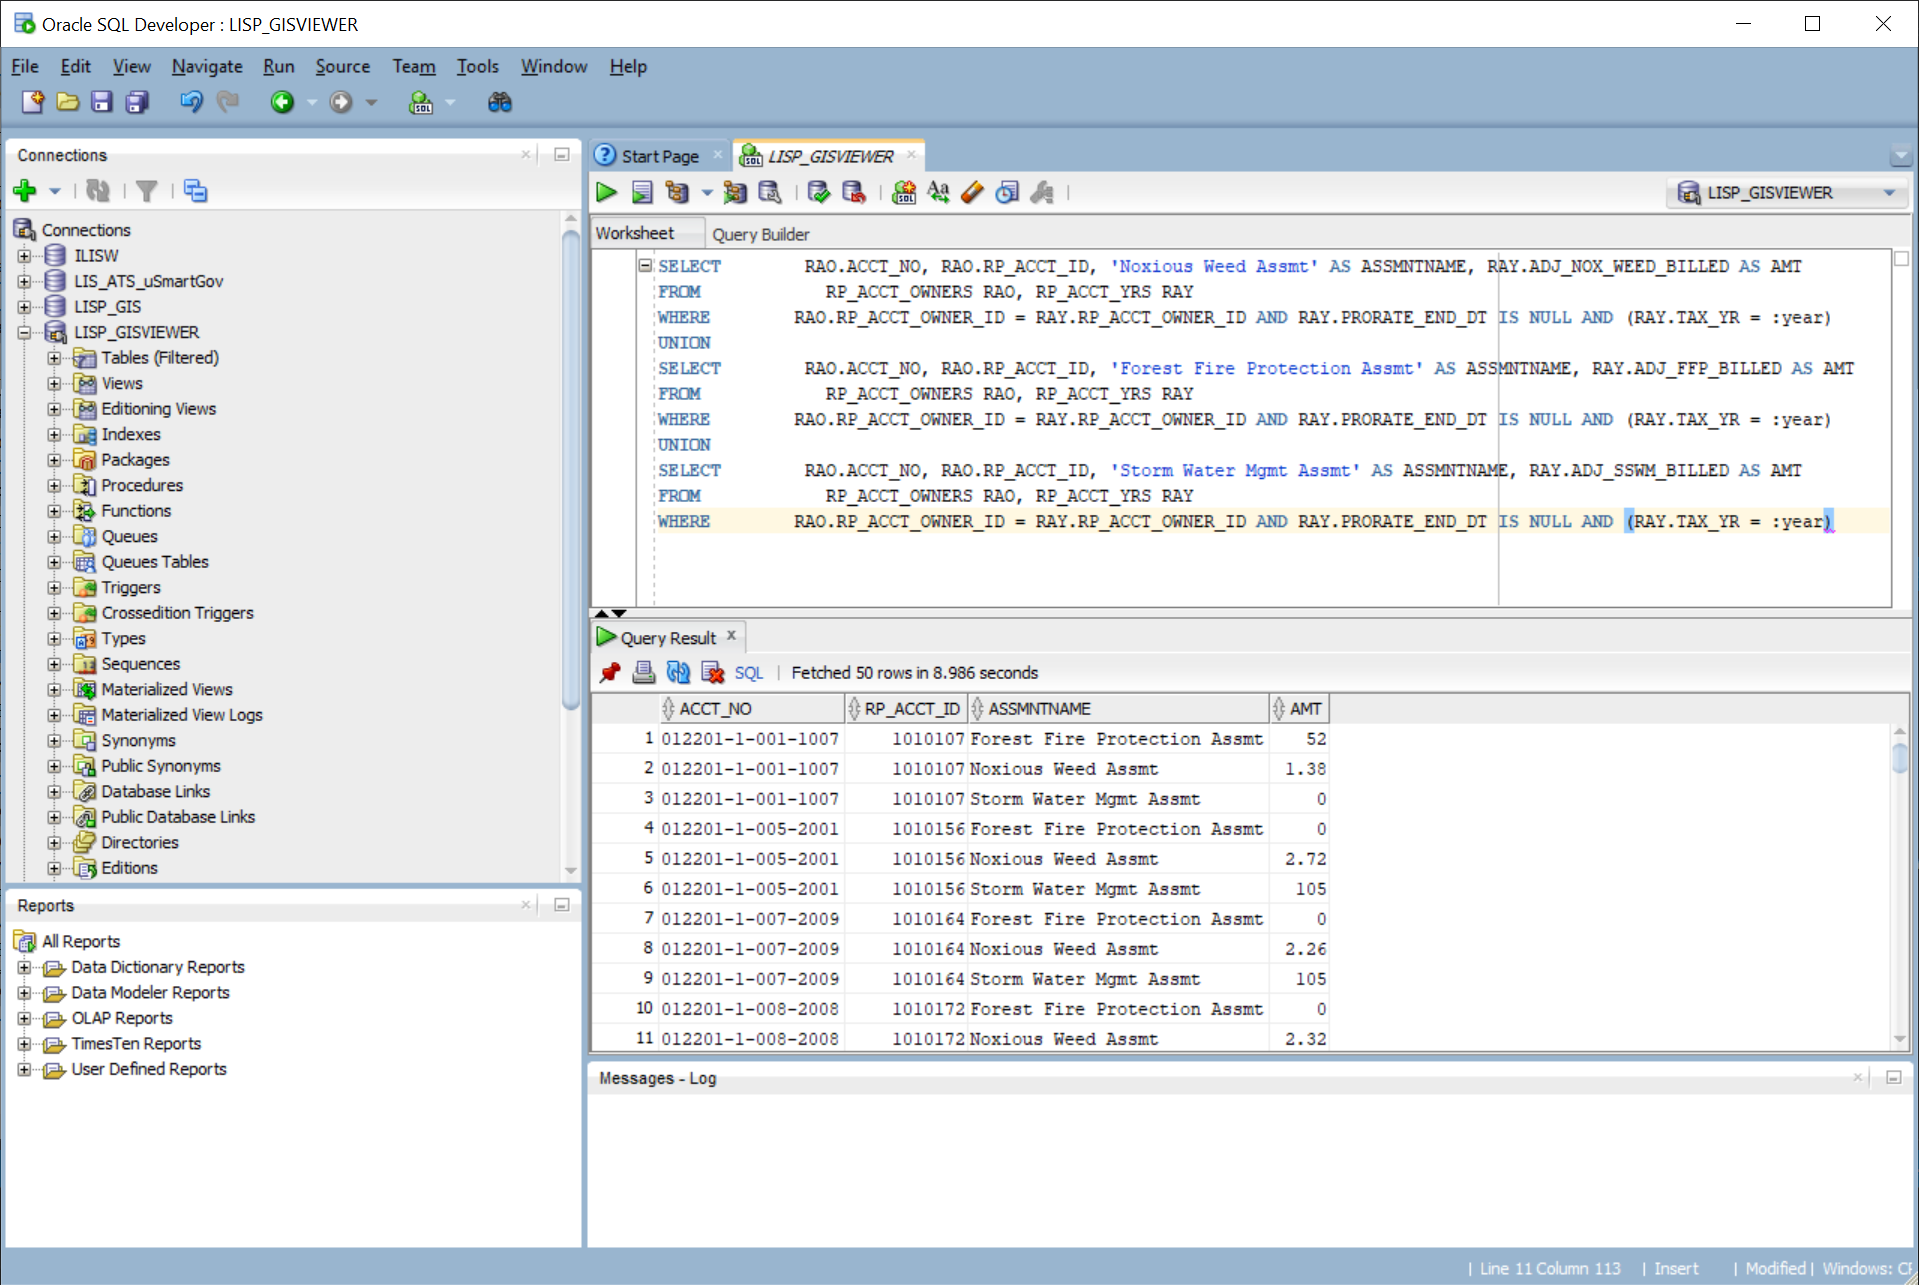 Oracle SQL Developer : LISP_GISVIEWER
File Edit View Navigate Run Source Team Tools Window Help
Connections
Connections
ILISW
LIS_ATS_uSmartGov
LISP_GIS
LISP_GISVIEWER
Tables (Filtered)
Views
Editioning Views
Indexes
Packages
Procedures
Functions
Queues
Queues Tables
Triggers
Crossedition Triggers
Types
Sequences
Materialized Views
Materialized View Logs
Synonyms
Public Synonyms
Database Links
Public Database Links
Directories
Editions
Reports
All Reports
Data Dictionary Reports
Data Modeler Reports
OLAP Reports
TimesTen Reports
User Defined Reports
Start Page LISP_GISVIEWER
LISP_GISVIEWER
Worksheet Query Builder
SELECT RAO.ACCT_NO, RAO.RP_ACCT_ID, 'Noxious Weed Assmt' AS ASSMNTNAME, RAY.ADJ_NOX_WEED_BILLED AS AMT
FROM RP_ACCT_OWNERS RAO, RP_ACCT_YRS RAY
WHERE RAO.RP_ACCT_OWNER_ID = RAY.RP_ACCT_OWNER_ID AND RAY.PRORATE_END_DT IS NULL AND (RAY.TAX_YR = :year)
UNION
SELECT RAO.ACCT_NO, RAO.RP_ACCT_ID, 'Forest Fire Protection Assmt' AS ASSMNTNAME, RAY.ADJ_FFP_BILLED AS AMT
FROM RP_ACCT_OWNERS RAO, RP_ACCT_YRS RAY
WHERE RAO.RP_ACCT_OWNER_ID = RAY.RP_ACCT_OWNER_ID AND RAY.PRORATE_END_DT IS NULL AND (RAY.TAX_YR = :year)
UNION
SELECT RAO.ACCT_NO, RAO.RP_ACCT_ID, 'Storm Water Mgmt Assmt' AS ASSMNTNAME, RAY.ADJ_SSWM_BILLED AS AMT
FROM RP_ACCT_OWNERS RAO, RP_ACCT_YRS RAY
WHERE RAO.RP_ACCT_OWNER_ID = RAY.RP_ACCT_OWNER_ID AND RAY.PRORATE_END_DT IS NULL AND (RAY.TAX_YR = :year)
Query Result
SQL | Fetched 50 rows in 8.986 seconds
ACCT_NO RP_ACCT_ID ASSMNTNAME AMT
1 012201-1-001-1007 1010107 Forest Fire Protection Assmt 52
2 012201-1-001-1007 1010107 Noxious Weed Assmt 1.38
3 012201-1-001-1007 1010107 Storm Water Mgmt Assmt 0
4 012201-1-005-2001 1010156 Forest Fire Protection Assmt 0
5 012201-1-005-2001 1010156 Noxious Weed Assmt 2.72
6 012201-1-005-2001 1010156 Storm Water Mgmt Assmt 105
7 012201-1-007-2009 1010164 Forest Fire Protection Assmt 0
8 012201-1-007-2009 1010164 Noxious Weed Assmt 2.26
9 012201-1-007-2009 1010164 Storm Water Mgmt Assmt 105
10 012201-1-008-2008 1010172 Forest Fire Protection Assmt 0
11 012201-1-008-2008 1010172 Noxious Weed Assmt 2.32
Messages - Log
| Line 11 Column 113 | Insert | Modified | Windows: